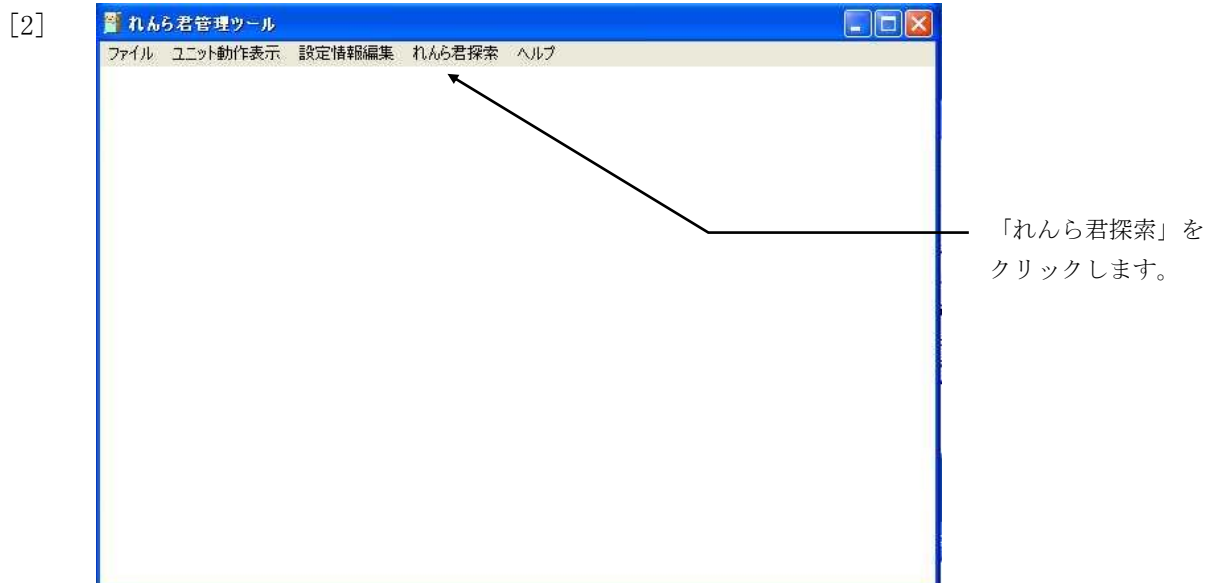 [2]
れんら君管理ツール
ファイル ユニット動作表示 設定情報編集 れんら君探索 ヘルプ
「れんら君探索」を
クリックします。